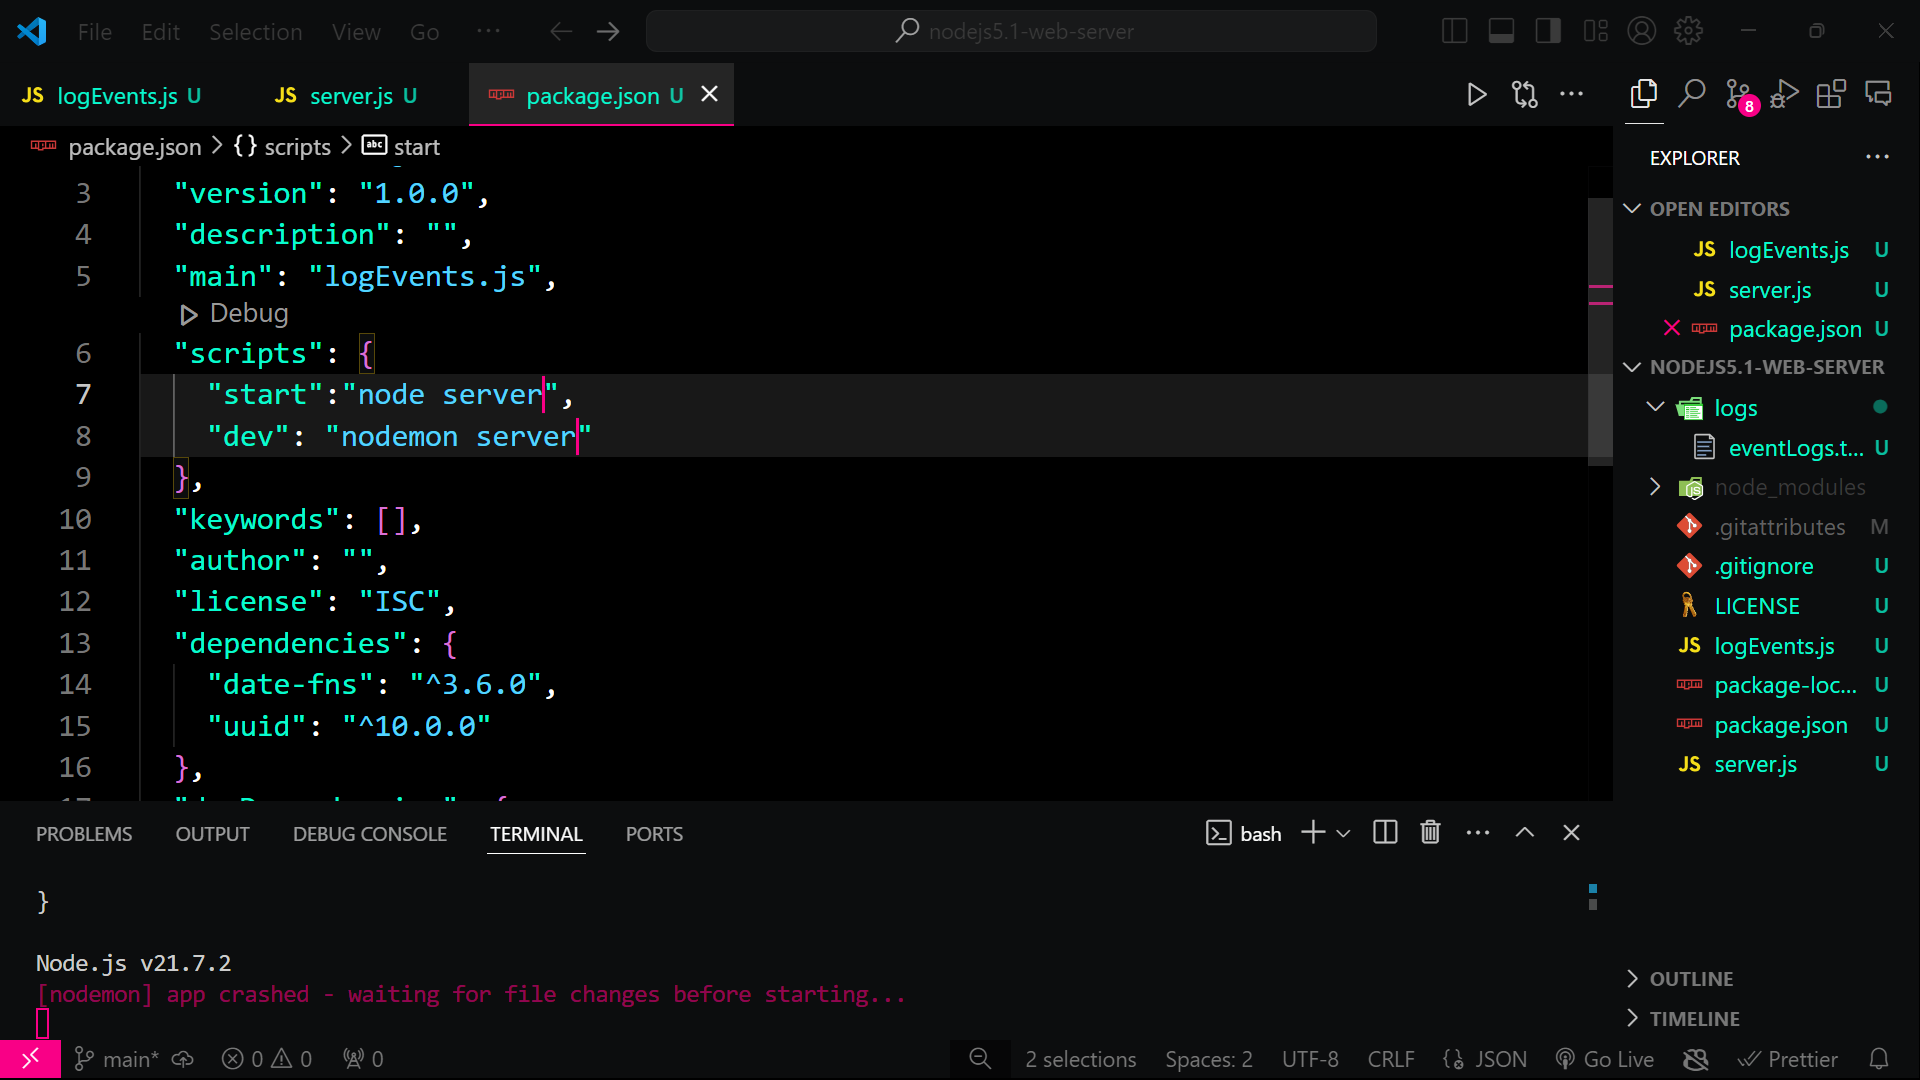 File Edit Selection View Go ... nodejs5.1-web-server
JS logEvents.js U JS server.js U package.json U
package.json > {} scripts > abc start
3 "version": "1.0.0",
4 "description": "",
5 "main": "logEvents.js",
Debug
6 "scripts": {
7 "start":"node server",
8 "dev": "nodemon server"
9 },
10 "keywords": [],
11 "author": "",
12 "license": "ISC",
13 "dependencies": {
14 "date-fns": "^3.6.0",
15 "uuid": "^10.0.0"
16 },
8
EXPLORER
OPEN EDITORS
JS logEvents.js U
JS server.js U
package.json U
NODEJS5.1-WEB-SERVER
logs
eventLogs.t... U
node_modules
.gitattributes M
.gitignore U
LICENSE U
JS logEvents.js U
package-loc... U
package.json U
JS server.js U
OUTLINE
TIMELINE
PROBLEMS OUTPUT DEBUG CONSOLE TERMINAL PORTS bash
}
Node.js v21.7.2
[nodemon] app crashed - waiting for file changes before starting...
main* 0 0 0 2 selections Spaces: 2 UTF-8 CRLF {} JSON Go Live Prettier